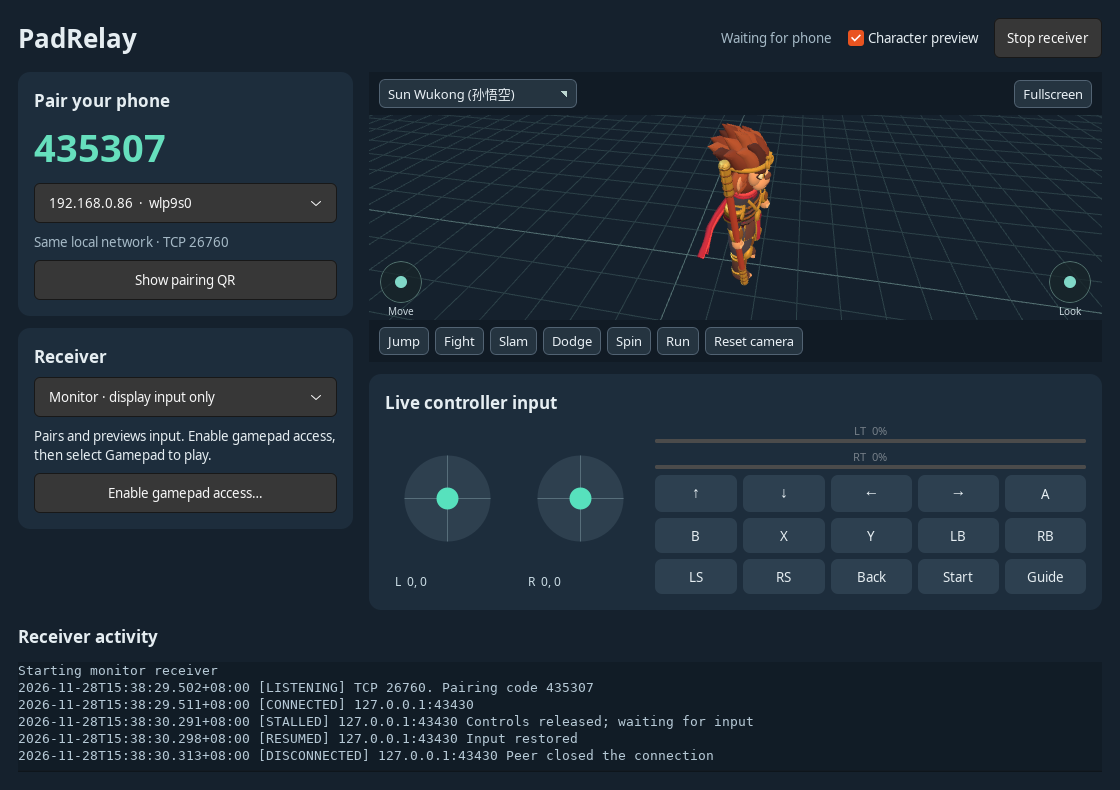 PadRelay
Waiting for phone
Character preview
Stop receiver
Pair your phone
435307
192.168.0.86 · wlp9s0
Same local network · TCP 26760
Show pairing QR
Receiver
Monitor · display input only
Pairs and previews input. Enable gamepad access,
then select Gamepad to play.
Enable gamepad access…
Sun Wukong (孙悟空)
Fullscreen
Move
Look
Jump
Fight
Slam
Dodge
Spin
Run
Reset camera
Live controller input
L 0, 0
R 0, 0
LT 0%
RT 0%
↑
↓
←
→
A
B
X
Y
LB
RB
LS
RS
Back
Start
Guide
Receiver activity
Starting monitor receiver
2026-11-28T15:38:29.502+08:00 [LISTENING] TCP 26760. Pairing code 435307
2026-11-28T15:38:29.511+08:00 [CONNECTED] 127.0.0.1:43430
2026-11-28T15:38:30.291+08:00 [STALLED] 127.0.0.1:43430 Controls released; waiting for input
2026-11-28T15:38:30.298+08:00 [RESUMED] 127.0.0.1:43430 Input restored
2026-11-28T15:38:30.313+08:00 [DISCONNECTED] 127.0.0.1:43430 Peer closed the connection